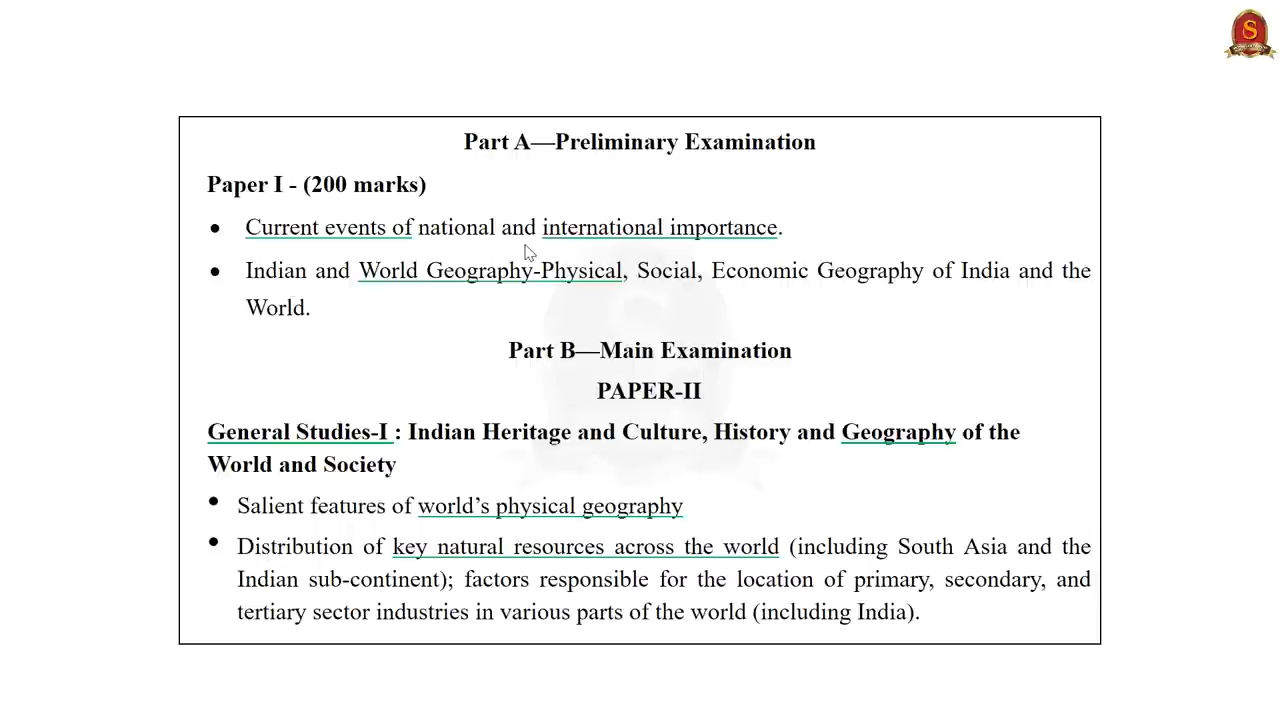 Part A—Preliminary Examination
Paper I - (200 marks)
• Current events of national and international importance.
• Indian and World Geography-Physical, Social, Economic Geography of India and the
World.
Part B—Main Examination
PAPER-II
General Studies-I : Indian Heritage and Culture, History and Geography of the
World and Society
• Salient features of world's physical geography
• Distribution of key natural resources across the world (including South Asia and the
Indian sub-continent); factors responsible for the location of primary, secondary, and
tertiary sector industries in various parts of the world (including India).
S